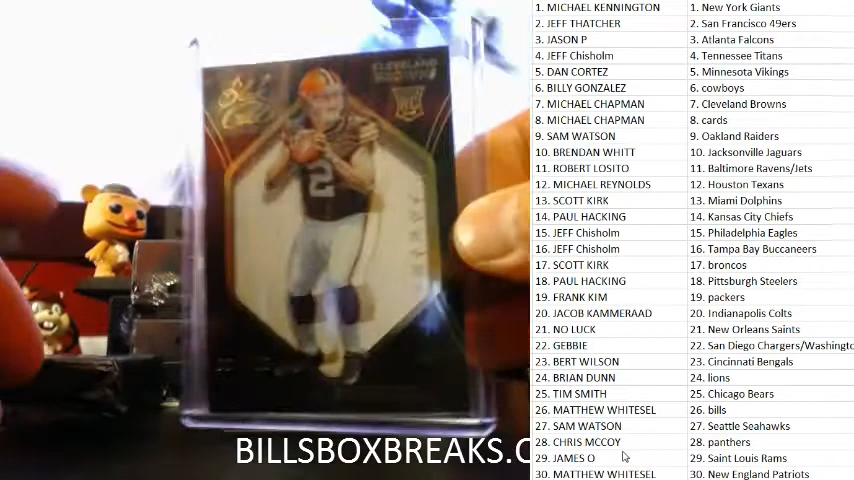 CLEVELAND
BROWNS
RC
2
BILLSBOXBREAKS.C
1. MICHAEL KENNINGTON 1. New York Giants
2. JEFF THATCHER 2. San Francisco 49ers
3. JASON P 3. Atlanta Falcons
4. JEFF Chisholm 4. Tennessee Titans
5. DAN CORTEZ 5. Minnesota Vikings
6. BILLY GONZALEZ 6. cowboys
7. MICHAEL CHAPMAN 7. Cleveland Browns
8. MICHAEL CHAPMAN 8. cards
9. SAM WATSON 9. Oakland Raiders
10. BRENDAN WHITT 10. Jacksonville Jaguars
11. ROBERT LOSITO 11. Baltimore Ravens/Jets
12. MICHAEL REYNOLDS 12. Houston Texans
13. SCOTT KIRK 13. Miami Dolphins
14. PAUL HACKING 14. Kansas City Chiefs
15. JEFF Chisholm 15. Philadelphia Eagles
16. JEFF Chisholm 16. Tampa Bay Buccaneers
17. SCOTT KIRK 17. broncos
18. PAUL HACKING 18. Pittsburgh Steelers
19. FRANK KIM 19. packers
20. JACOB KAMMERAAD 20. Indianapolis Colts
21. NO LUCK 21. New Orleans Saints
22. GEBBIE 22. San Diego Chargers/Washingto
23. BERT WILSON 23. Cincinnati Bengals
24. BRIAN DUNN 24. lions
25. TIM SMITH 25. Chicago Bears
26. MATTHEW WHITESEL 26. bills
27. SAM WATSON 27. Seattle Seahawks
28. CHRIS MCCOY 28. panthers
29. JAMES O 29. Saint Louis Rams
30. MATTHEW WHITESEL 30. New England Patriots